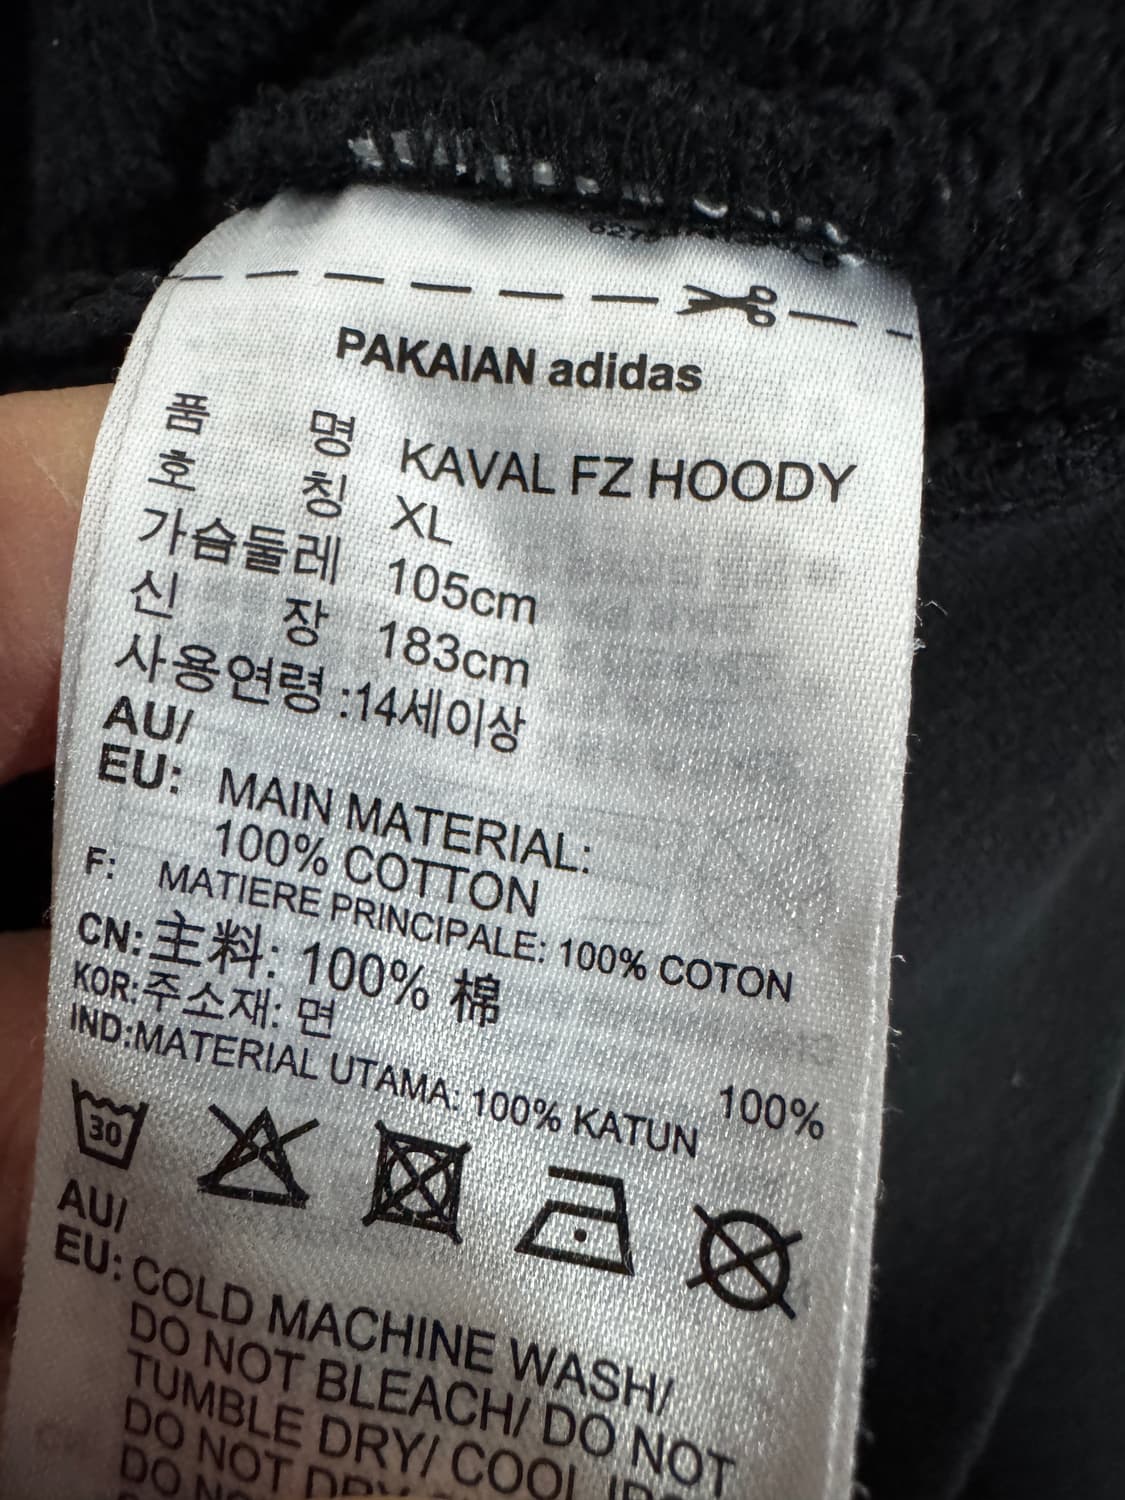 PAKAIAN adidas
품 명 KAVAL FZ HOODY
호 칭 XL
가슴둘레 105cm
신 장 183cm
사용연령 :14세이상
AU/
EU: MAIN MATERIAL:
100% COTTON
F: MATIERE PRINCIPALE: 100% COTON
CN:主料: 100% 棉
KOR:주소재: 면 100%
IND:MATERIAL UTAMA: 100% KATUN
30
AU/
EU: COLD MACHINE WASH/
DO NOT BLEACH/ DO NOT
TUMBLE DRY/ COOL
DO NOT
DO